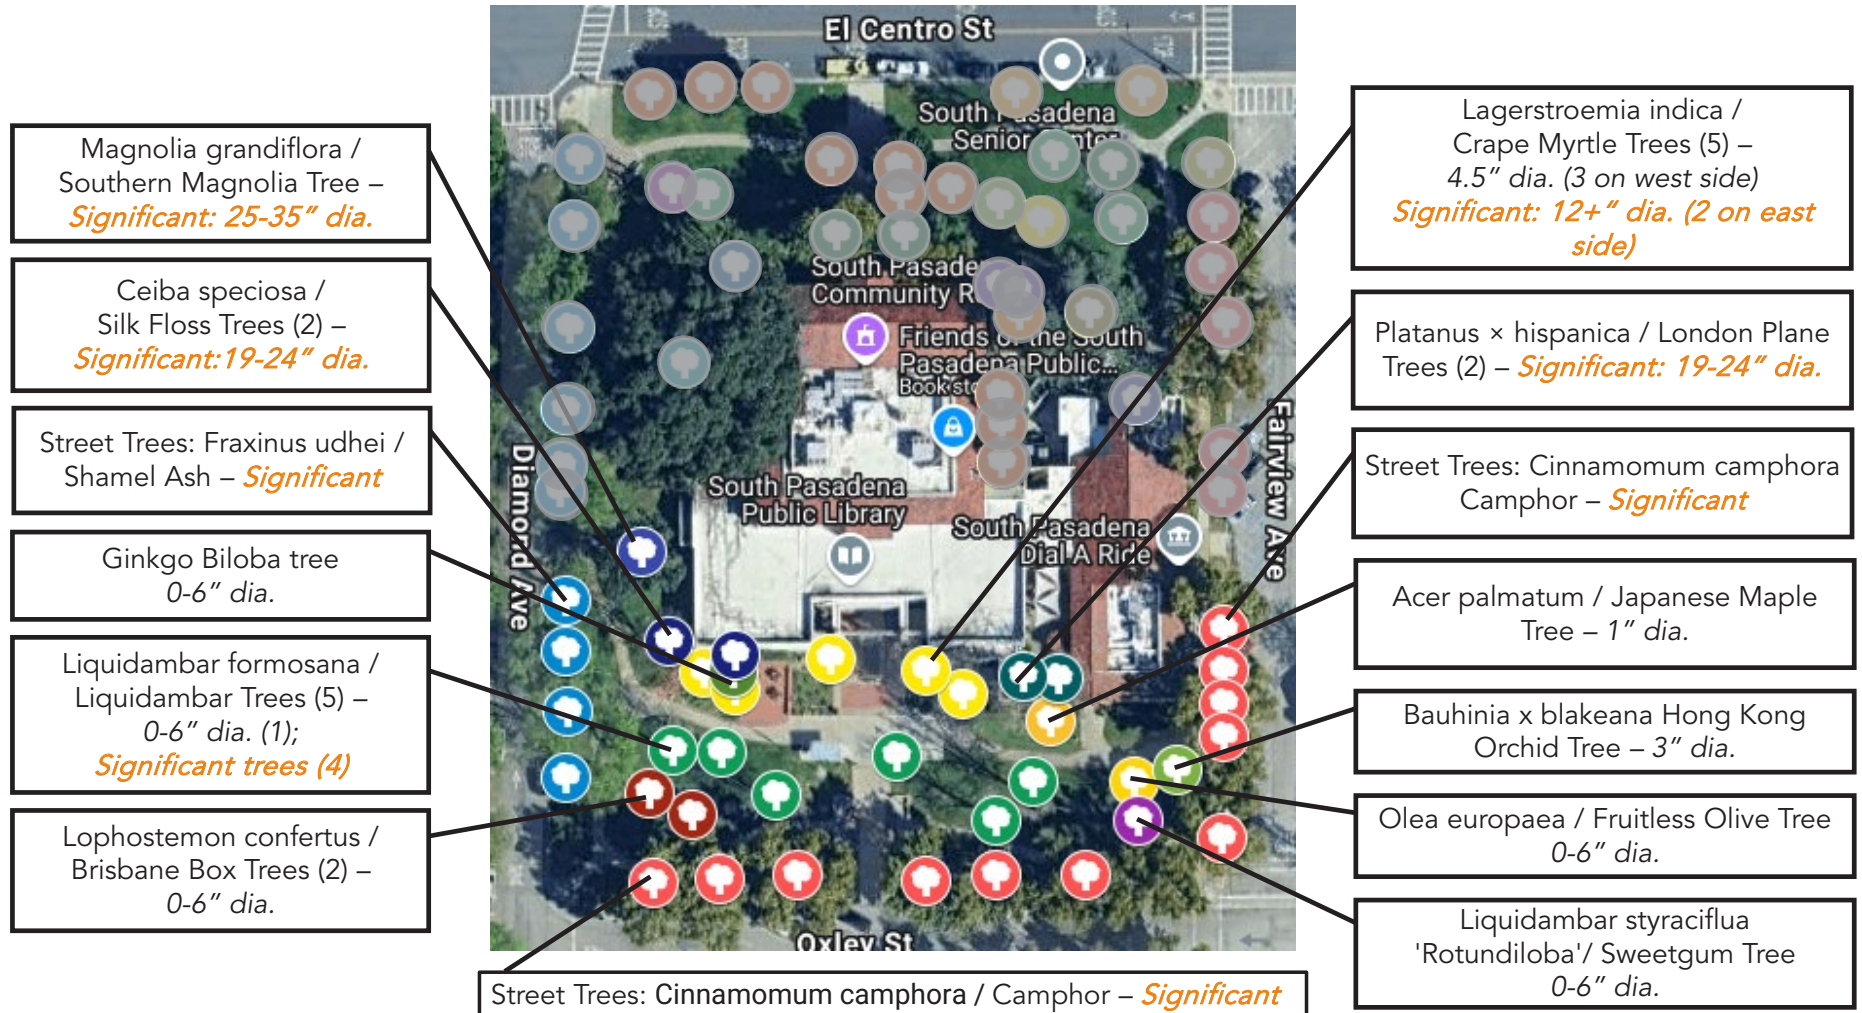 El Centro St
South Pasadena
Senior Center
Magnolia grandiflora /
Southern Magnolia Tree –
Significant: 25-35” dia.
Ceiba speciosa /
Silk Floss Trees (2) –
Significant:19-24” dia.
Street Trees: Fraxinus udhei /
Shamel Ash – Significant
Ginkgo Biloba tree
0-6” dia.
Liquidambar formosana /
Liquidambar Trees (5) –
0-6” dia. (1);
Significant trees (4)
Lophostemon confertus /
Brisbane Box Trees (2) –
0-6” dia.
South Pasade
Community R
Friends of the South
Pasadena Public...
Book sto
Diamond Ave
South Pasadena
Public Library
South Pasadena
Dial A Ride
Fairview Ave
Oxley St
Street Trees: Cinnamomum camphora / Camphor – Significant
Lagerstroemia indica /
Crape Myrtle Trees (5) –
4.5” dia. (3 on west side)
Significant: 12+” dia. (2 on east
side)
Platanus × hispanica / London Plane
Trees (2) – Significant: 19-24” dia.
Street Trees: Cinnamomum camphora
Camphor – Significant
Acer palmatum / Japanese Maple
Tree – 1” dia.
Bauhinia x blakeana Hong Kong
Orchid Tree – 3” dia.
Olea europaea / Fruitless Olive Tree
0-6” dia.
Liquidambar styraciflua
'Rotundiloba'/ Sweetgum Tree
0-6” dia.